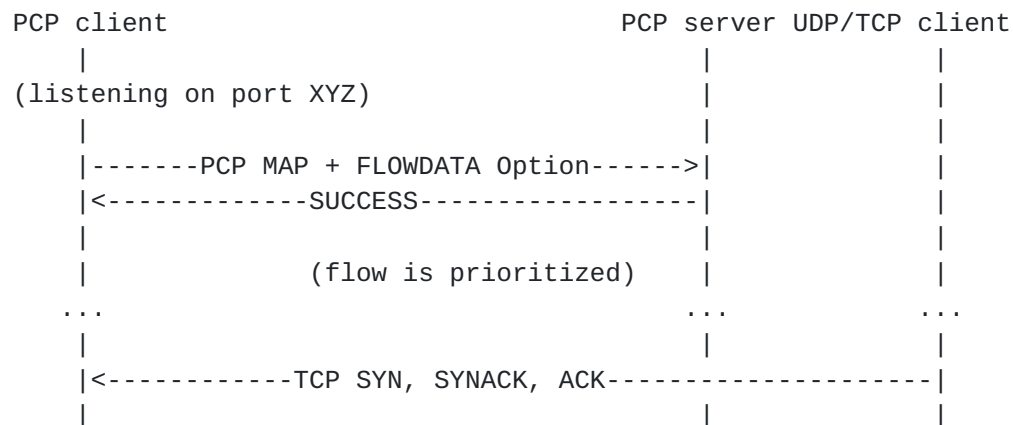 PCP client                             PCP server UDP/TCP client
    |                                       |              |
(listening on port XYZ)                     |              |
    |                                       |              |
    |-------PCP MAP + FLOWDATA Option------>|              |
    |<-------------SUCCESS------------------|              |
    |                                       |              |
    |              (flow is prioritized)    |              |
   ...                                     ...            ...
    |                                       |              |
    |<------------TCP SYN, SYNACK, ACK---------------------|
    |                                       |              |